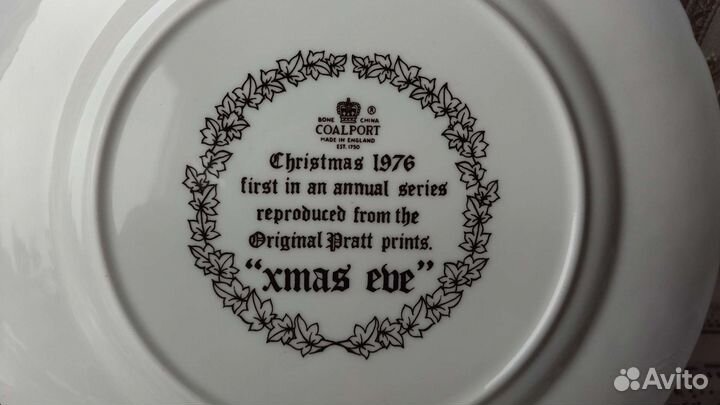 BONE CHINA ®
COALPORT
MADE IN ENGLAND
EST. 1750
Christmas 1976
first in an annual series
reproduced from the
Original Pratt prints.
"xmas eve"
Avito